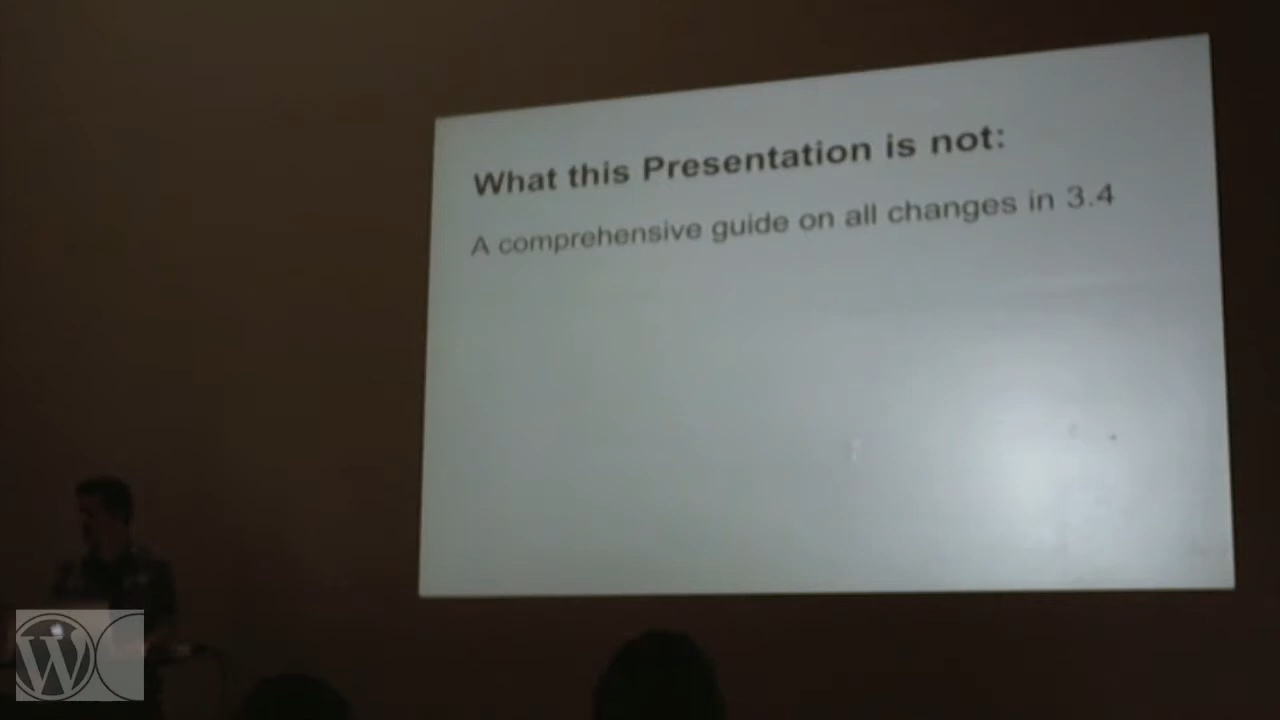 What this Presentation is not:
A comprehensive guide on all changes in 3.4
W